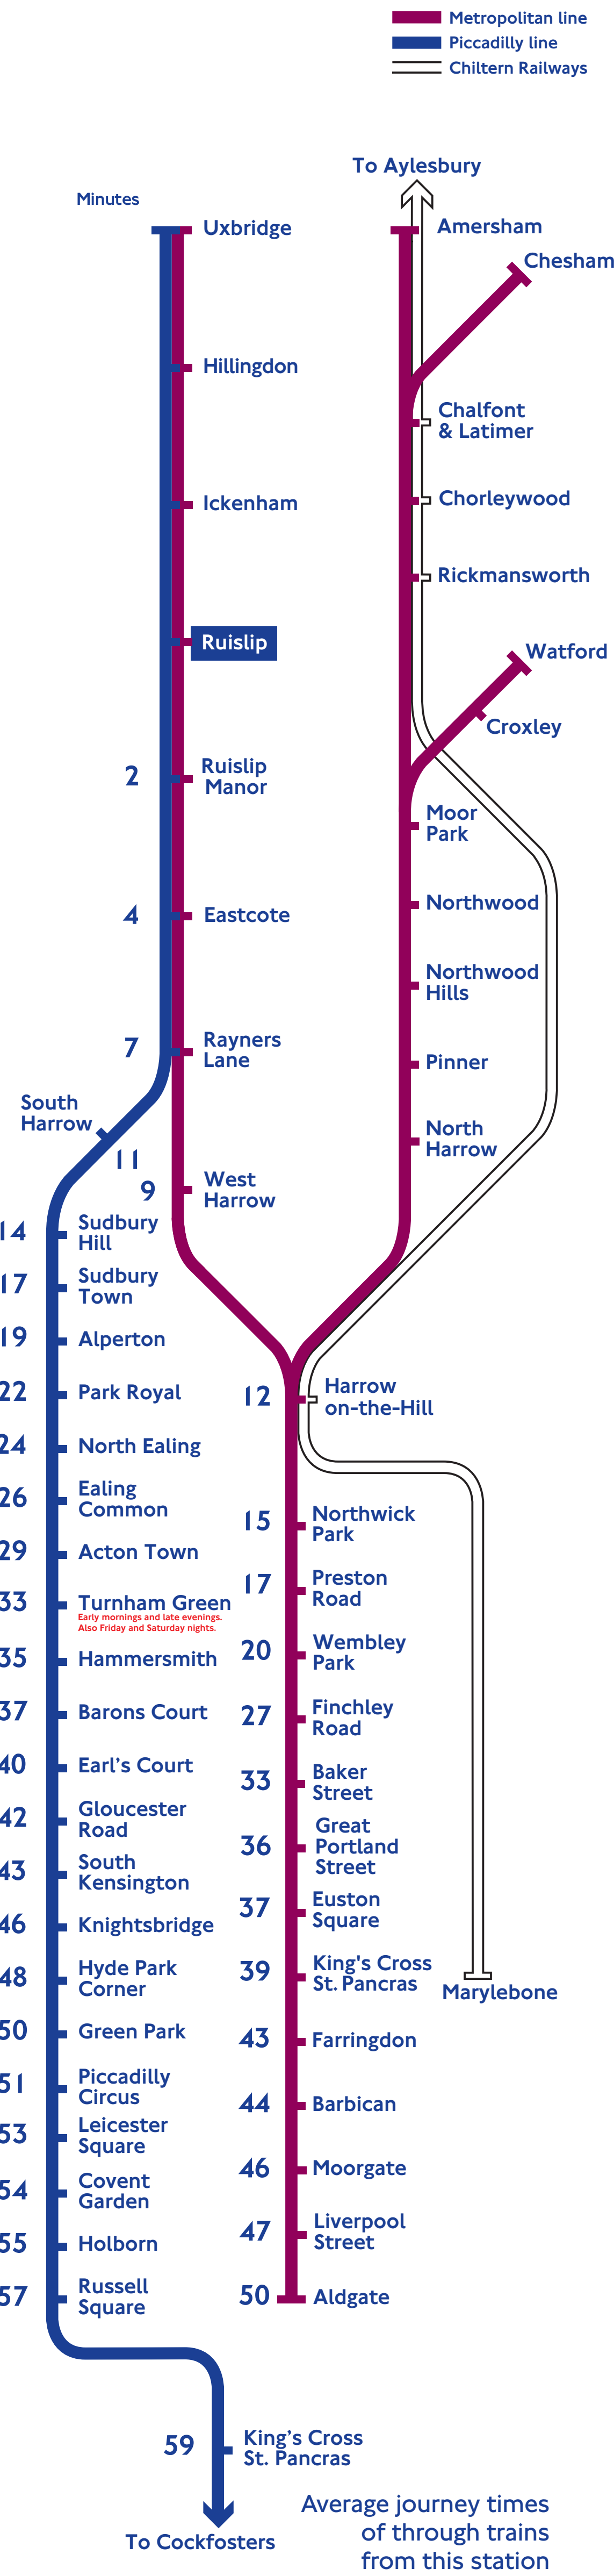 Metropolitan line
Piccadilly line
Chiltern Railways
To Aylesbury
Minutes
Uxbridge
Amersham
Chesham
Hillingdon
Chalfont
& Latimer
Ickenham
Chorleywood
Rickmansworth
Ruislip
Watford
Croxley
2
Ruislip
Manor
Moor
Park
4
Eastcote
Northwood
Northwood
Hills
7
Rayners
Lane
Pinner
South
Harrow
11
North
Harrow
9
West
Harrow
14
Sudbury
Hill
17
Sudbury
Town
19
Alperton
22
Park Royal
24
North Ealing
26
Ealing
Common
29
Acton Town
33
Turnham Green
Early mornings and late evenings.
Also Friday and Saturday nights.
35
Hammersmith
37
Barons Court
40
Earl's Court
42
Gloucester
Road
43
South
Kensington
46
Knightsbridge
48
Hyde Park
Corner
50
Green Park
51
Piccadilly
Circus
53
Leicester
Square
54
Covent
Garden
55
Holborn
57
Russell
Square
12
Harrow
on-the-Hill
15
Northwick
Park
17
Preston
Road
20
Wembley
Park
27
Finchley
Road
33
Baker
Street
36
Great
Portland
Street
37
Euston
Square
39
King's Cross
St. Pancras
Marylebone
43
Farringdon
44
Barbican
46
Moorgate
47
Liverpool
Street
50
Aldgate
59
King's Cross
St. Pancras
To Cockfosters
Average journey times
of through trains
from this station